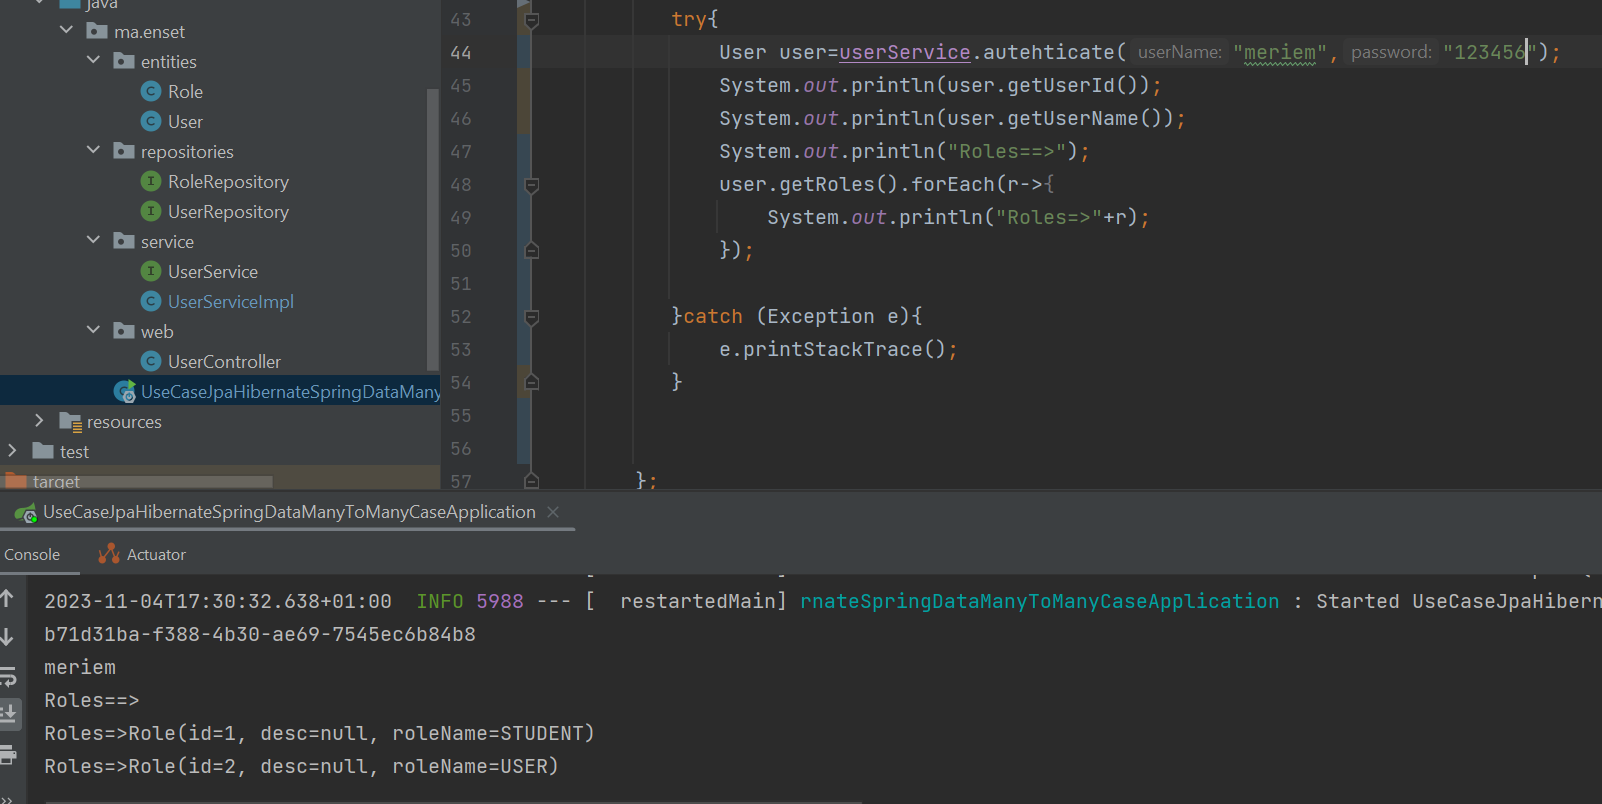 java
ma.enset
entities
Role
User
repositories
RoleRepository
UserRepository
service
UserService
UserServiceImpl
web
UserController
UseCaseJpaHibernateSpringDataMany
resources
test
target
43 try{
44 User user=userService.autehticate( userName: "meriem", password: "123456");
45 System.out.println(user.getUserId());
46 System.out.println(user.getUserName());
47 System.out.println("Roles==>");
48 user.getRoles().forEach(r->{
49 System.out.println("Roles=>"+r);
50 });
51
52 }catch (Exception e){
53 e.printStackTrace();
54 }
55
56
57 };
UseCaseJpaHibernateSpringDataManyToManyCaseApplication
Console Actuator
2023-11-04T17:30:32.638+01:00 INFO 5988 --- [ restartedMain] rnateSpringDataManyToManyCaseApplication : Started UseCaseJpaHibern
b71d31ba-f388-4b30-ae69-7545ec6b84b8
meriem
Roles==>
Roles=>Role(id=1, desc=null, roleName=STUDENT)
Roles=>Role(id=2, desc=null, roleName=USER)